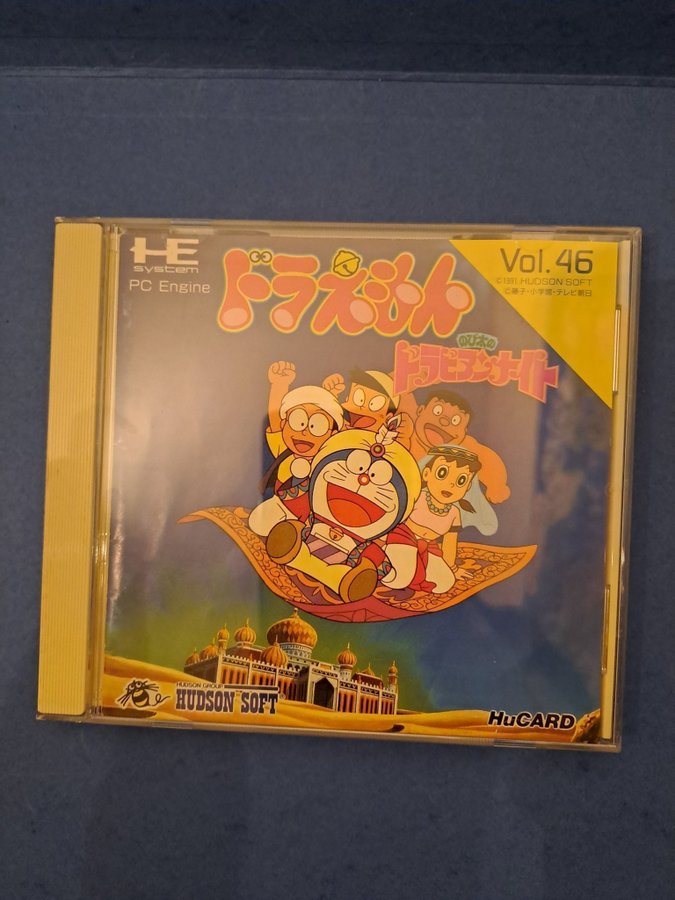 HE
system
PC Engine
ドラえもん
のび太の
ドラビアンナイト
Vol. 46
©1991 HUDSON SOFT
©藤子・小学館・テレビ朝日
HUDSON GROUP
HUDSON SOFT
HuCARD